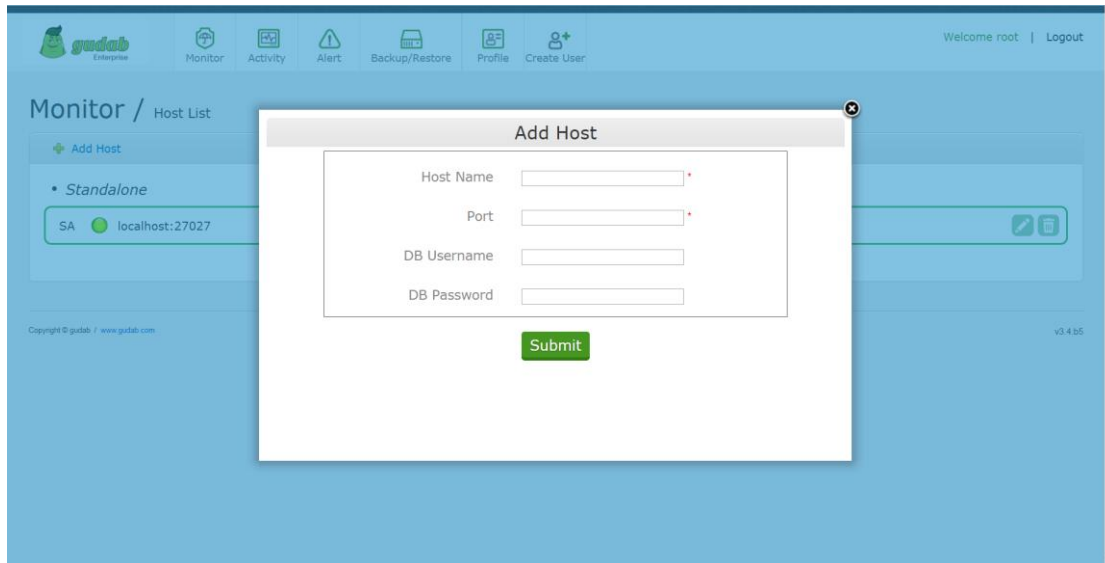 gudab
Enterprise
Monitor
Activity
Alert
Backup/Restore
Profile
Create User
Welcome root | Logout
Monitor / Host List
Add Host
• Standalone
SA localhost:27027
Add Host
Host Name *
Port *
DB Username
DB Password
Submit
Copyright © gudab / www.gudab.com
v3.4.b5